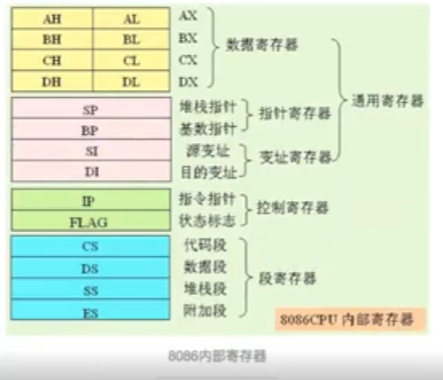 AH AL AX
BH BL BX
CH CL CX
DH DL DX
数据寄存器
SP 堆栈指针
BP 基数指针
指针寄存器
SI 源变址
DI 目的变址
变址寄存器
通用寄存器
IP 指令指针
FLAG 状态标志
控制寄存器
CS 代码段
DS 数据段
SS 堆栈段
ES 附加段
段寄存器
8086CPU 内部寄存器
8086内部寄存器